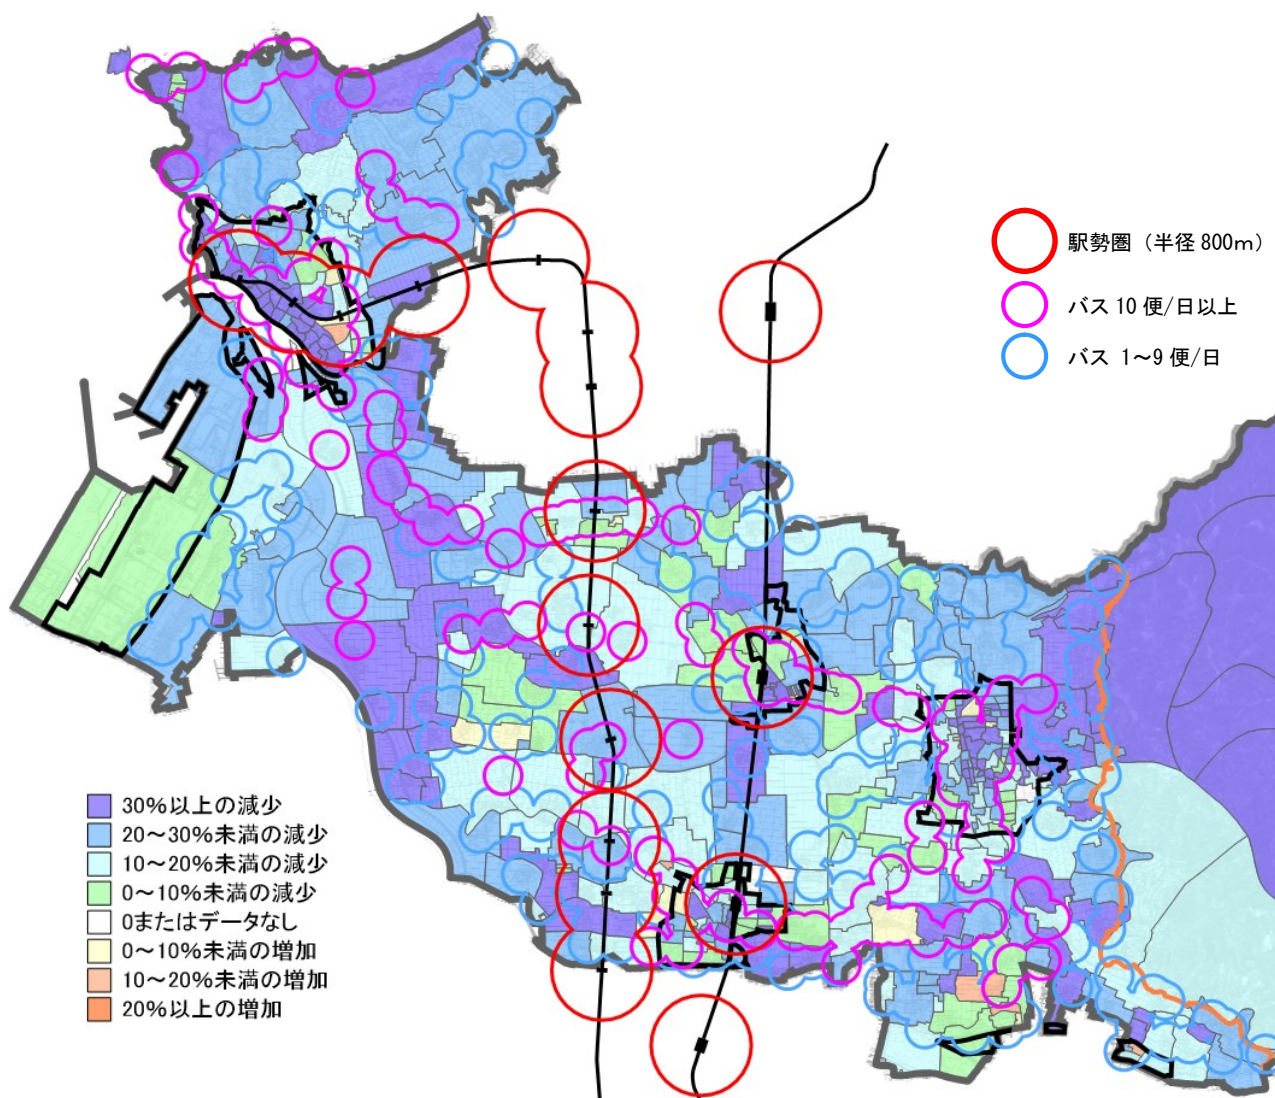 駅勢圏（半径 800ｍ）
バス 10 便/日以上
バス 1～9 便/日
30％以上の減少
20～30％未満の減少
10～20％未満の減少
0～10％未満の減少
0またはデータなし
0～10％未満の増加
10～20％未満の増加
20％以上の増加